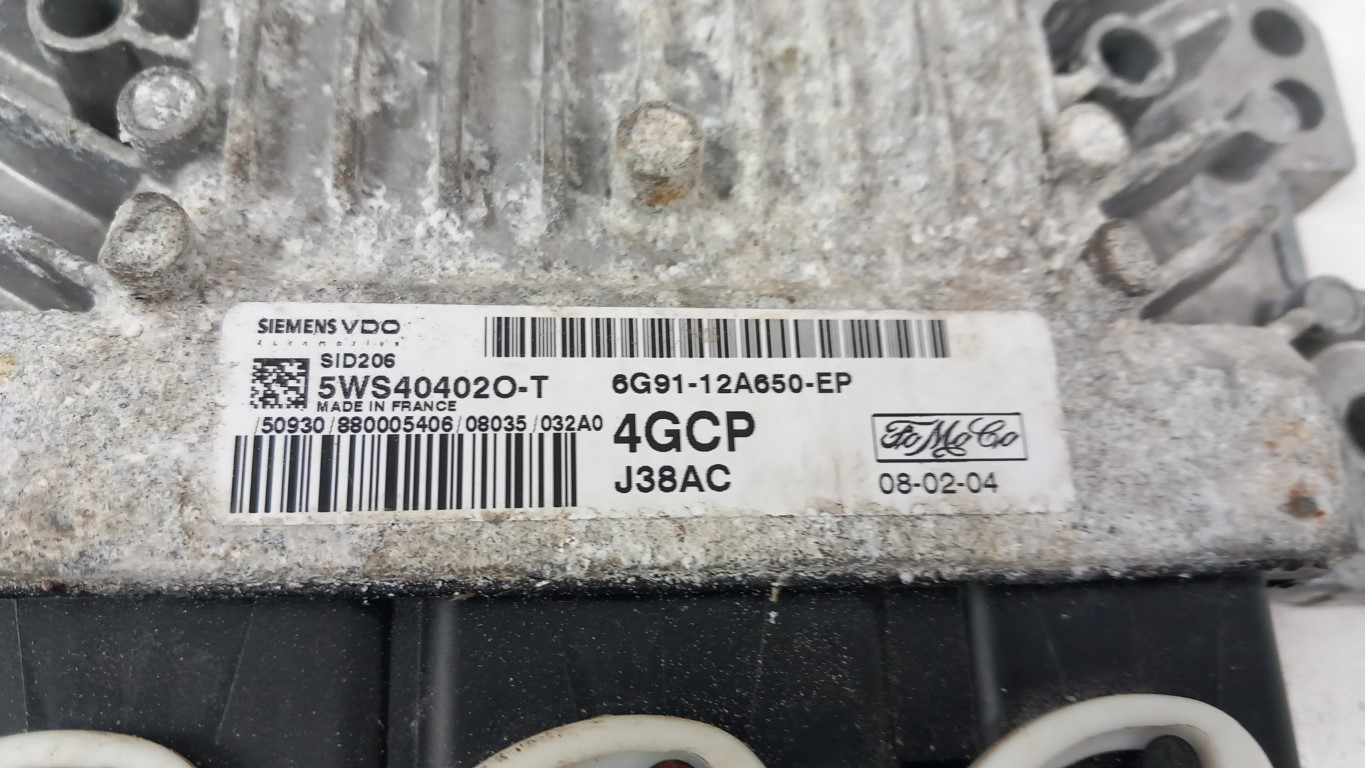 SIEMENS VDO
Automotive
SID206
5WS40402O-T
MADE IN FRANCE
/50930/880005406/08035/032A0
6G91-12A650-EP
4GCP
J38AC
FoMoCo
08-02-04